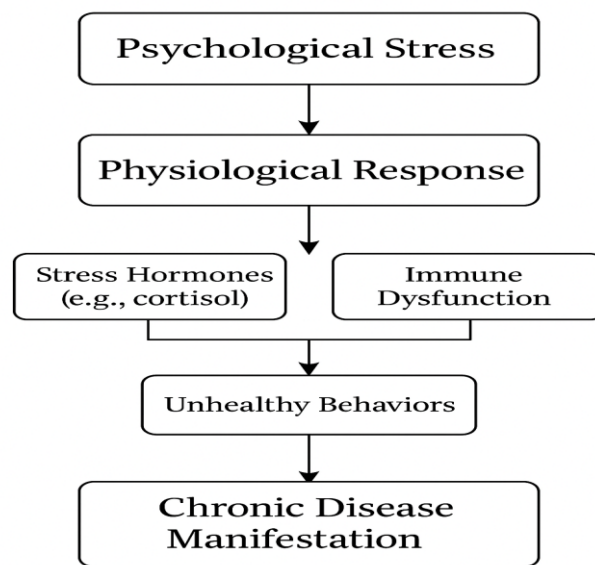 Psychological Stress
Physiological Response
Stress Hormones
(e.g., cortisol)
Immune
Dysfunction
Unhealthy Behaviors
Chronic Disease
Manifestation